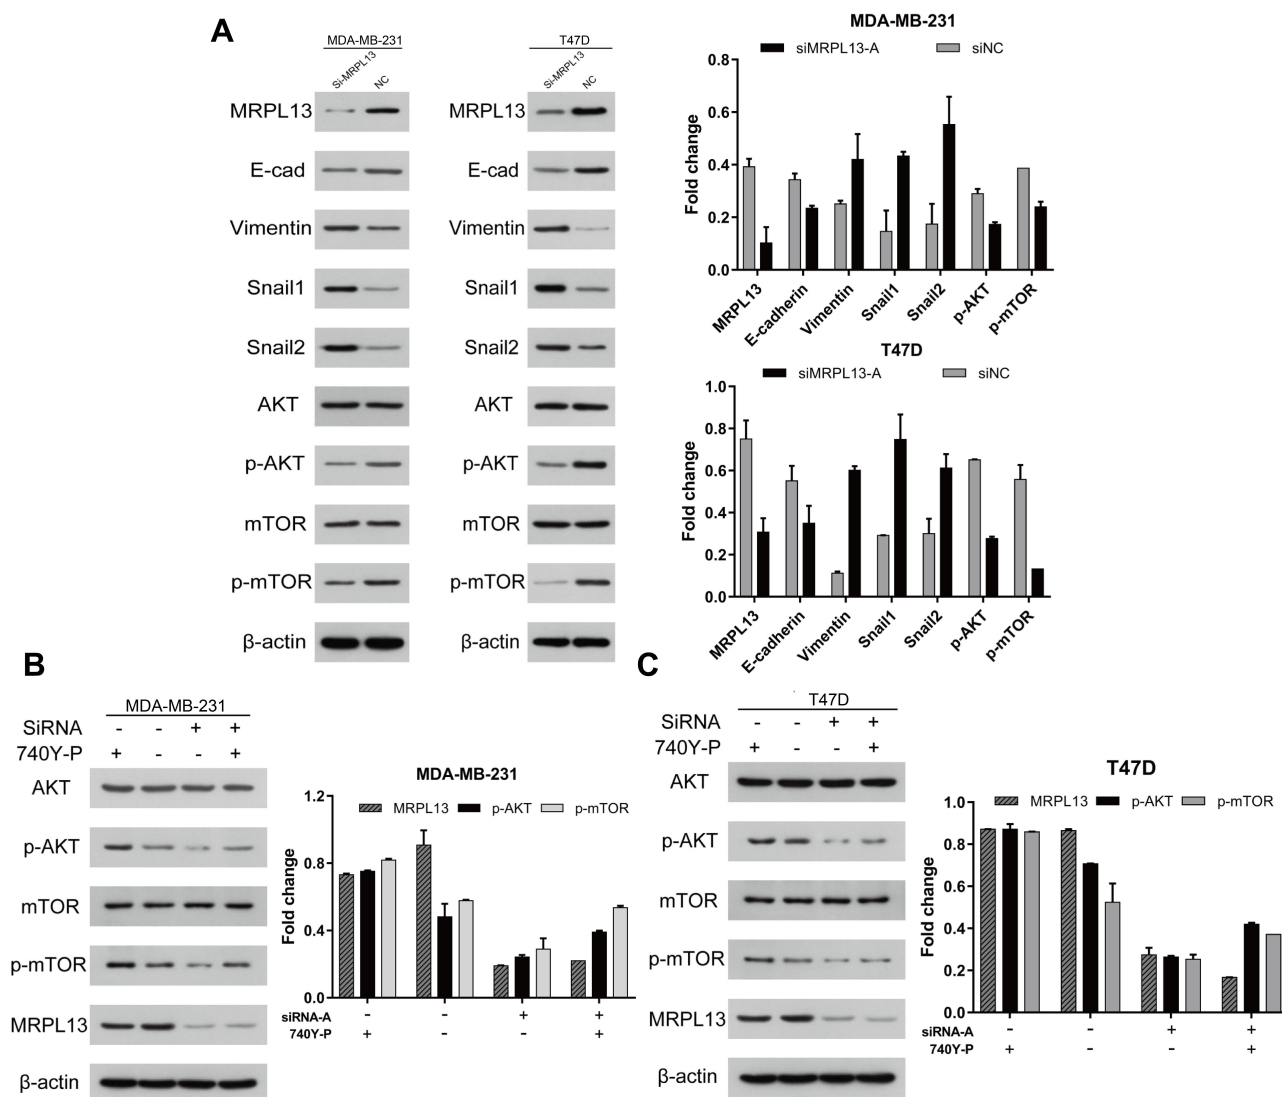 A
MDA-MB-231
T47D
Si-MRPL13
NC
Si-MRPL13
NC
MRPL13
E-cad
Vimentin
Snail1
Snail2
AKT
p-AKT
mTOR
p-mTOR
β-actin
MRPL13
E-cad
Vimentin
Snail1
Snail2
AKT
p-AKT
mTOR
p-mTOR
β-actin
MDA-MB-231
siMRPL13-A siNC
Fold change
0.8
0.6
0.4
0.2
0.0
MRPL13
E-cadherin
Vimentin
Snail1
Snail2
p-AKT
p-mTOR
T47D
siMRPL13-A siNC
Fold change
1.0
0.8
0.6
0.4
0.2
0.0
MRPL13
E-cadherin
Vimentin
Snail1
Snail2
p-AKT
p-mTOR
B
MDA-MB-231
SiRNA - - + +
740Y-P + - - +
AKT
p-AKT
mTOR
p-mTOR
MRPL13
β-actin
MDA-MB-231
MRPL13 p-AKT p-mTOR
Fold change
1.2
0.8
0.4
0.0
siRNA-A - - + +
740Y-P + - - +
C
T47D
SiRNA - - + +
740Y-P + - - +
AKT
p-AKT
mTOR
p-mTOR
MRPL13
β-actin
T47D
MRPL13 p-AKT p-mTOR
Fold change
1.0
0.8
0.6
0.4
0.2
0.0
siRNA-A - - + +
740Y-P + - - +